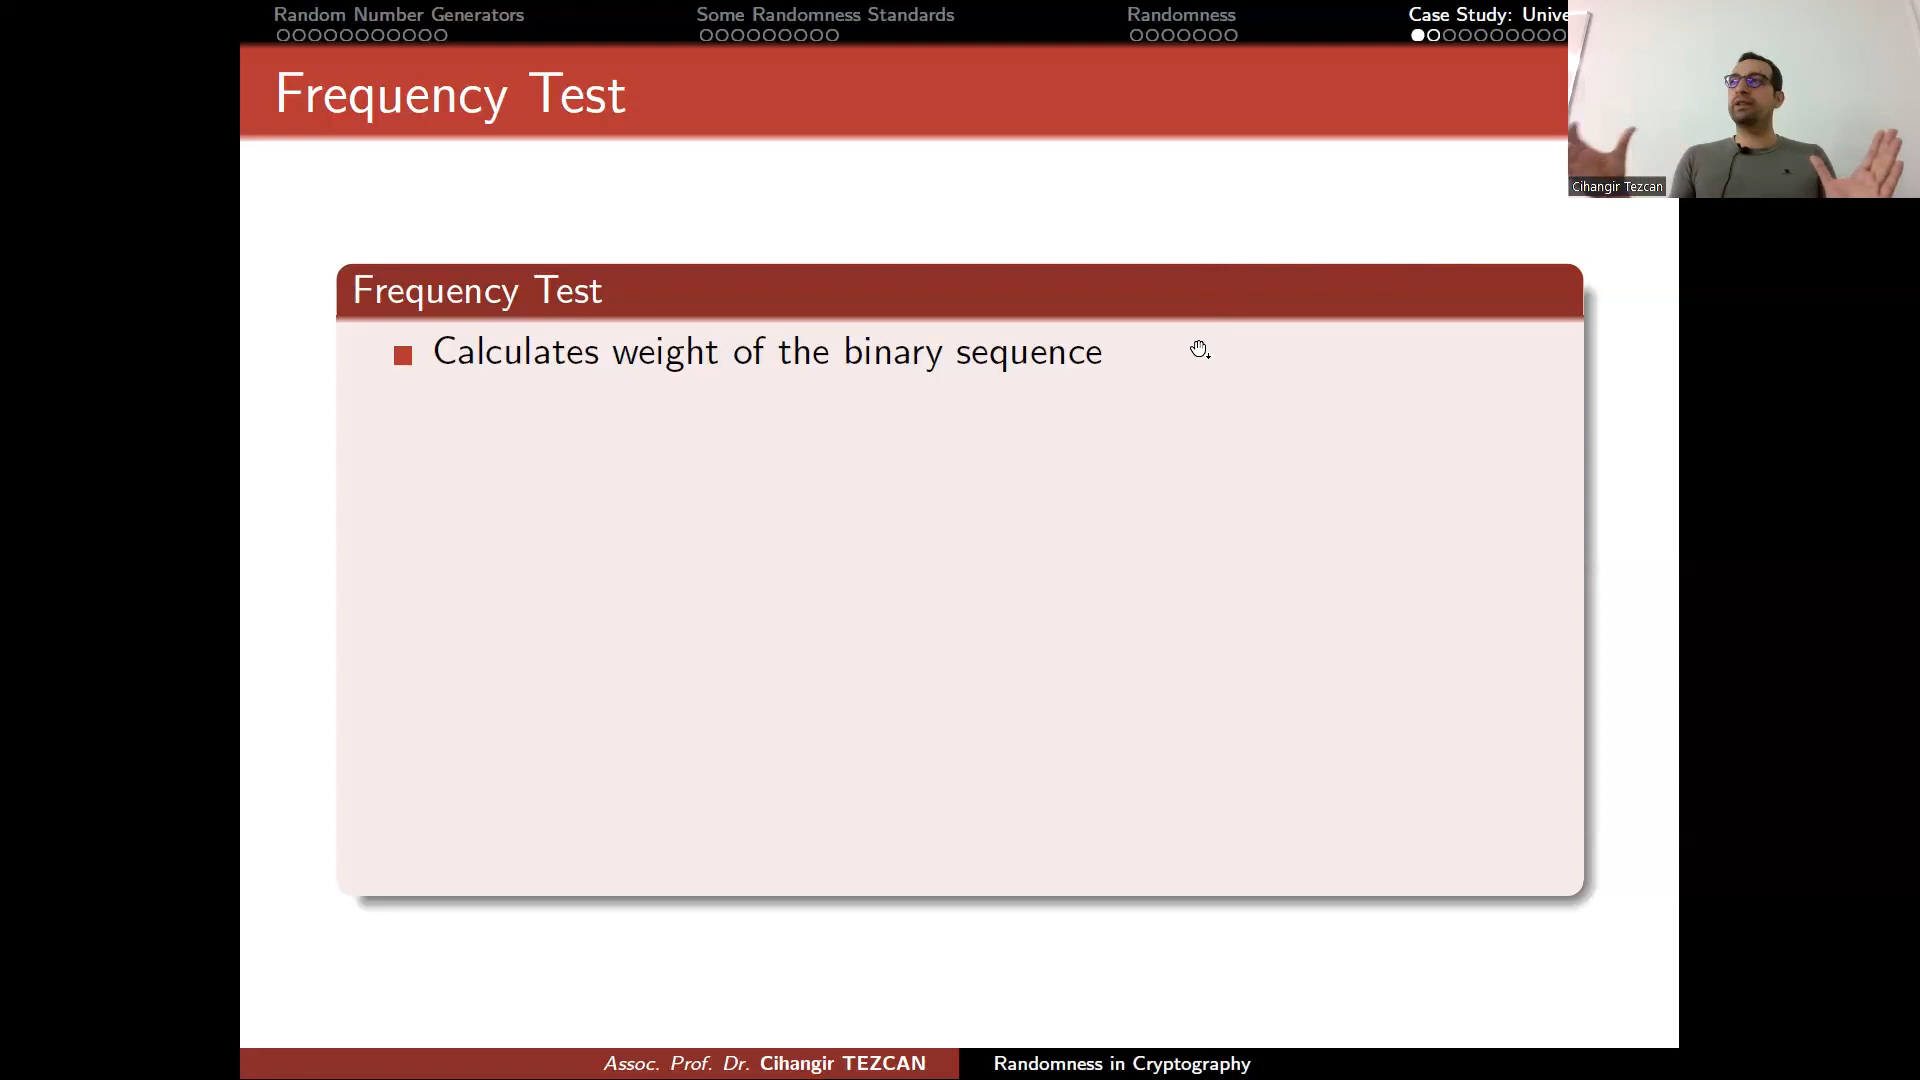 Random Number Generators
Some Randomness Standards
Randomness
Case Study: Unive
Frequency Test
Cihangir Tezcan
Frequency Test
Calculates weight of the binary sequence
Assoc. Prof. Dr. Cihangir TEZCAN
Randomness in Cryptography